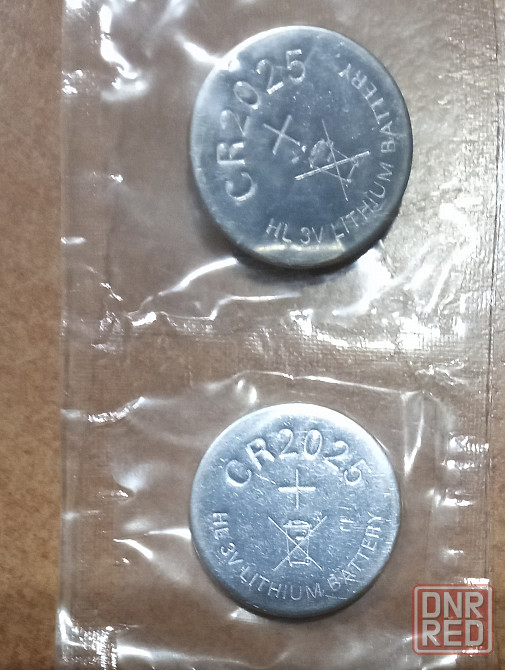 CR2025
+
HL 3V LITHIUM BATTERY
CR2025
+
HL 3V LITHIUM BATTERY
DNR
RED